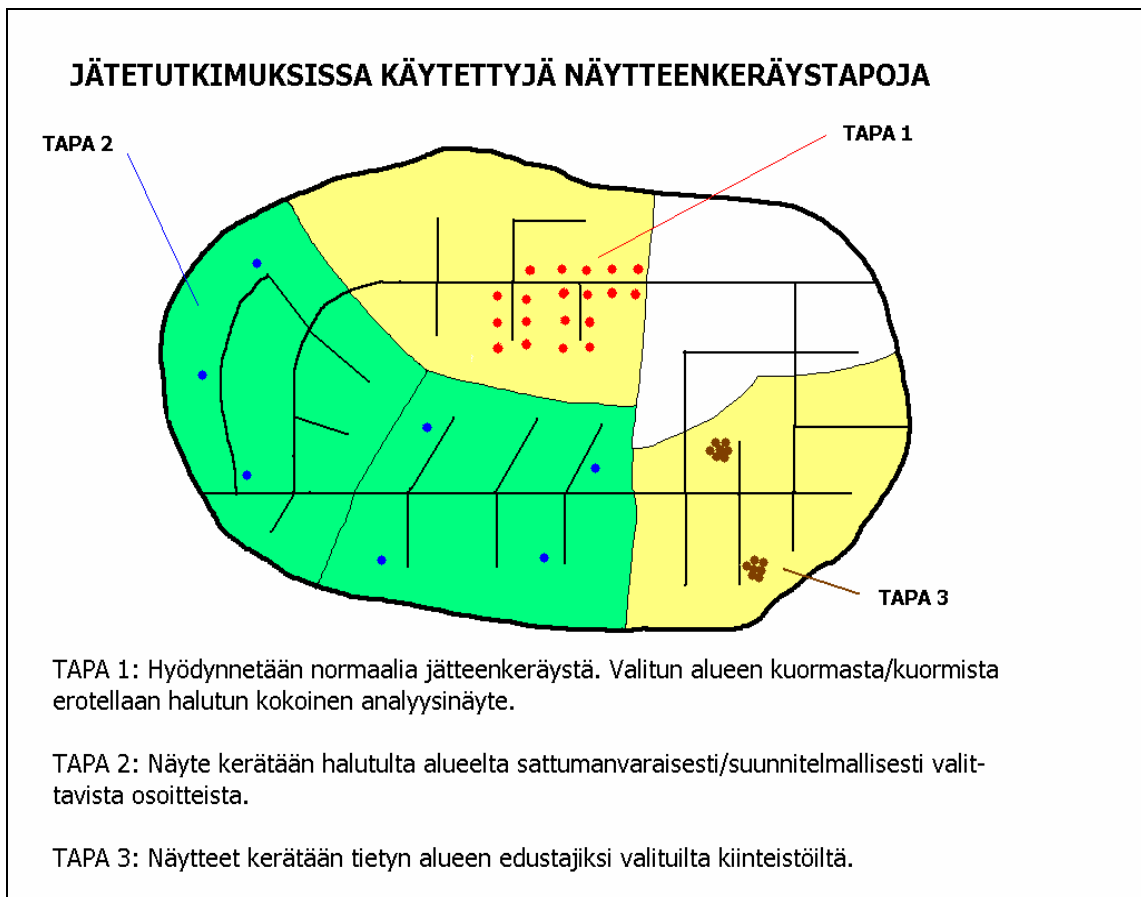 JÄTETUTKIMUKSISSA KÄYTETTYJÄ NÄYTTEENKERÄYSTAPOJA
TAPA 2
TAPA 1
TAPA 3
TAPA 1: Hyödynnetään normaalia jätteenkeräystä. Valitun alueen kuormasta/kuormista
erotellaan halutun kokoinen analyysinäyte.
TAPA 2: Näyte kerätään halutulta alueelta sattumanvaraisesti/suunnitelmallisesti valit-
tavista osoitteista.
TAPA 3: Näytteet kerätään tietyn alueen edustajiksi valituilta kiinteistöiltä.